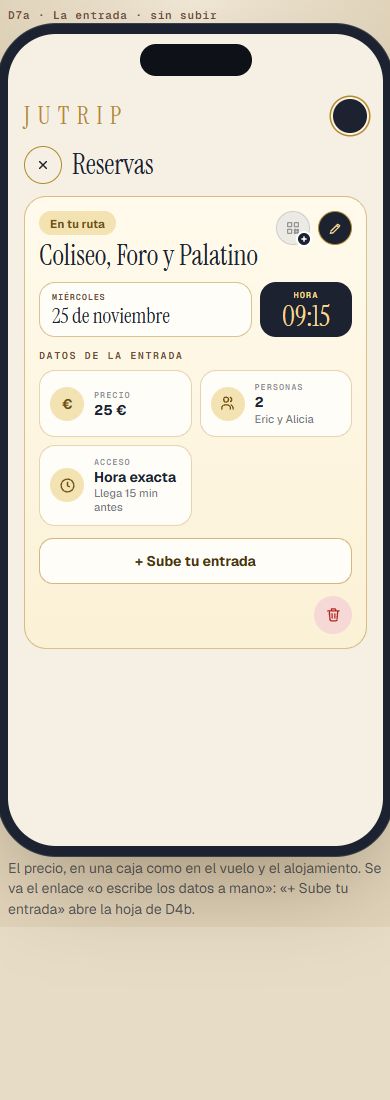 D7a · La entrada · sin subir
JUTRIP
Reservas
En tu ruta
Coliseo, Foro y Palatino
MIÉRCOLES
25 de noviembre
HORA
09:15
DATOS DE LA ENTRADA
€
PRECIO
25 €
PERSONAS
2
Eric y Alicia
ACCESO
Hora exacta
Llega 15 min
antes
+ Sube tu entrada
El precio, en una caja como en el vuelo y el alojamiento. Se
va el enlace «o escribe los datos a mano»: «+ Sube tu
entrada» abre la hoja de D4b.